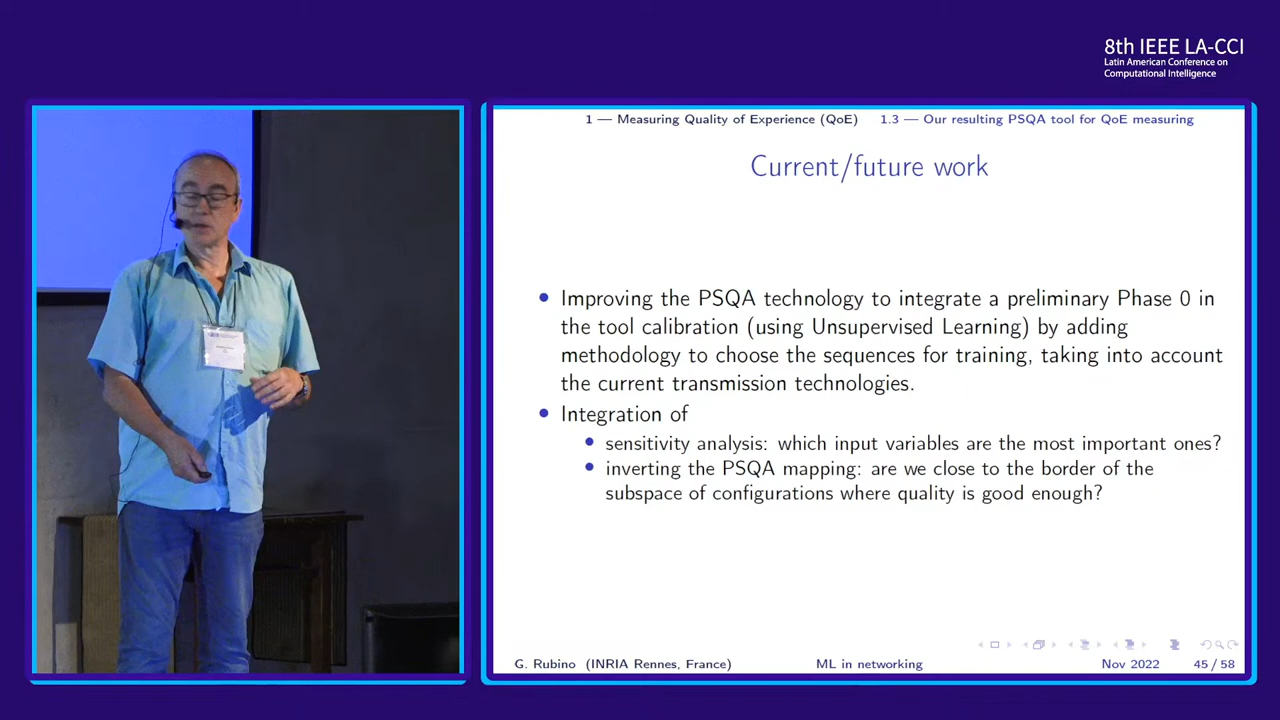 8th IEEE LA-CCI
Latin American Conference on
Computational Intelligence
1 — Measuring Quality of Experience (QoE) 1.3 — Our resulting PSQA tool for QoE measuring
Current/future work
• Improving the PSQA technology to integrate a preliminary Phase 0 in
the tool calibration (using Unsupervised Learning) by adding
methodology to choose the sequences for training, taking into account
the current transmission technologies.
• Integration of
• sensitivity analysis: which input variables are the most important ones?
• inverting the PSQA mapping: are we close to the border of the
subspace of configurations where quality is good enough?
G. Rubino (INRIA Rennes, France) ML in networking Nov 2022 45 / 58